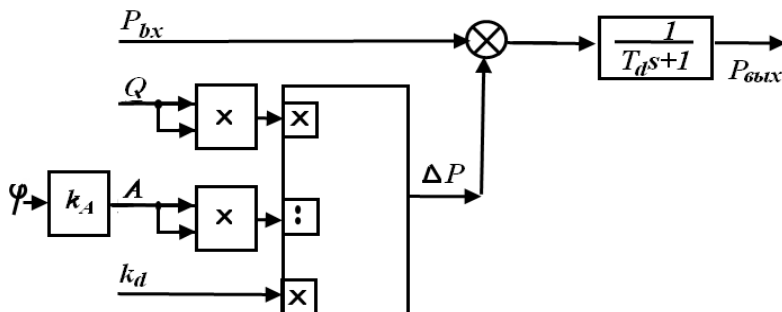 P_bx
1
T_d s+1
P_вых
Q
×
×
ΔP
φ
k_A
A
×
:
k_d
×